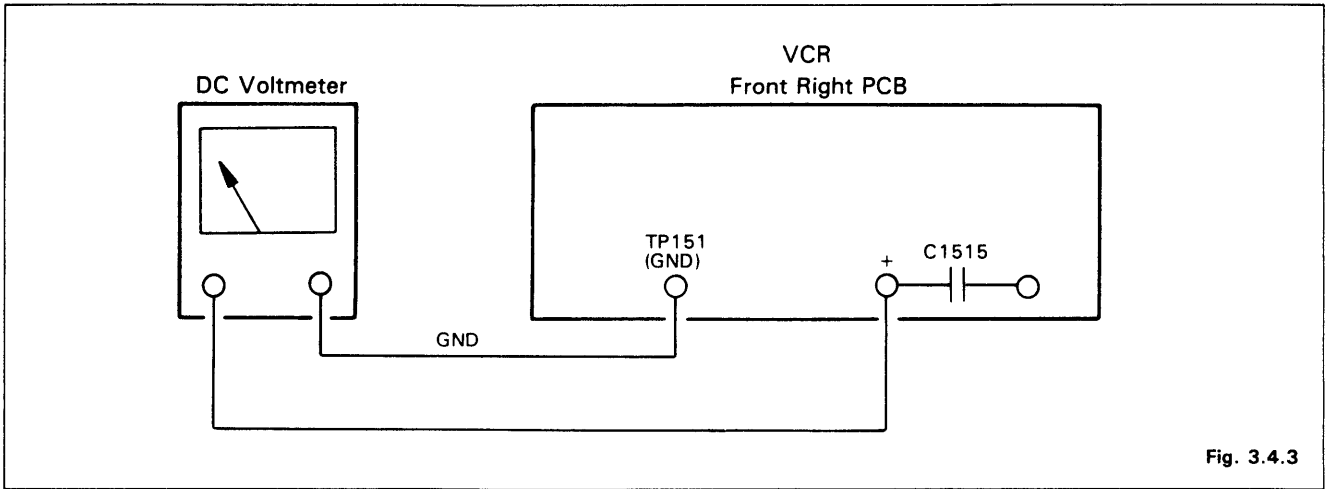 VCR
Front Right PCB
DC Voltmeter
TP151
(GND)
+
C1515
GND
Fig. 3.4.3